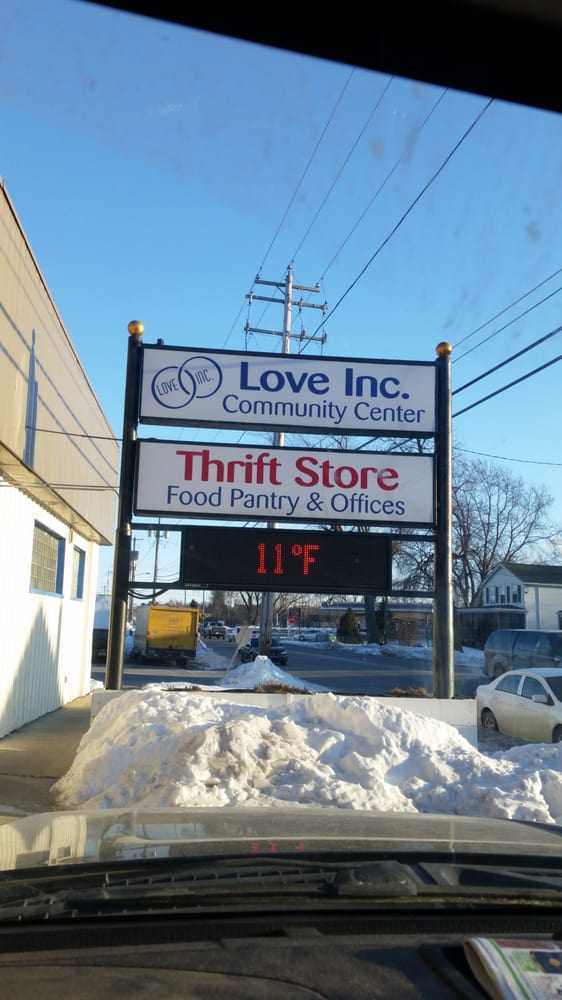 LOVE INC.
Love Inc.
Community Center
Thrift Store
Food Pantry & Offices
11°F